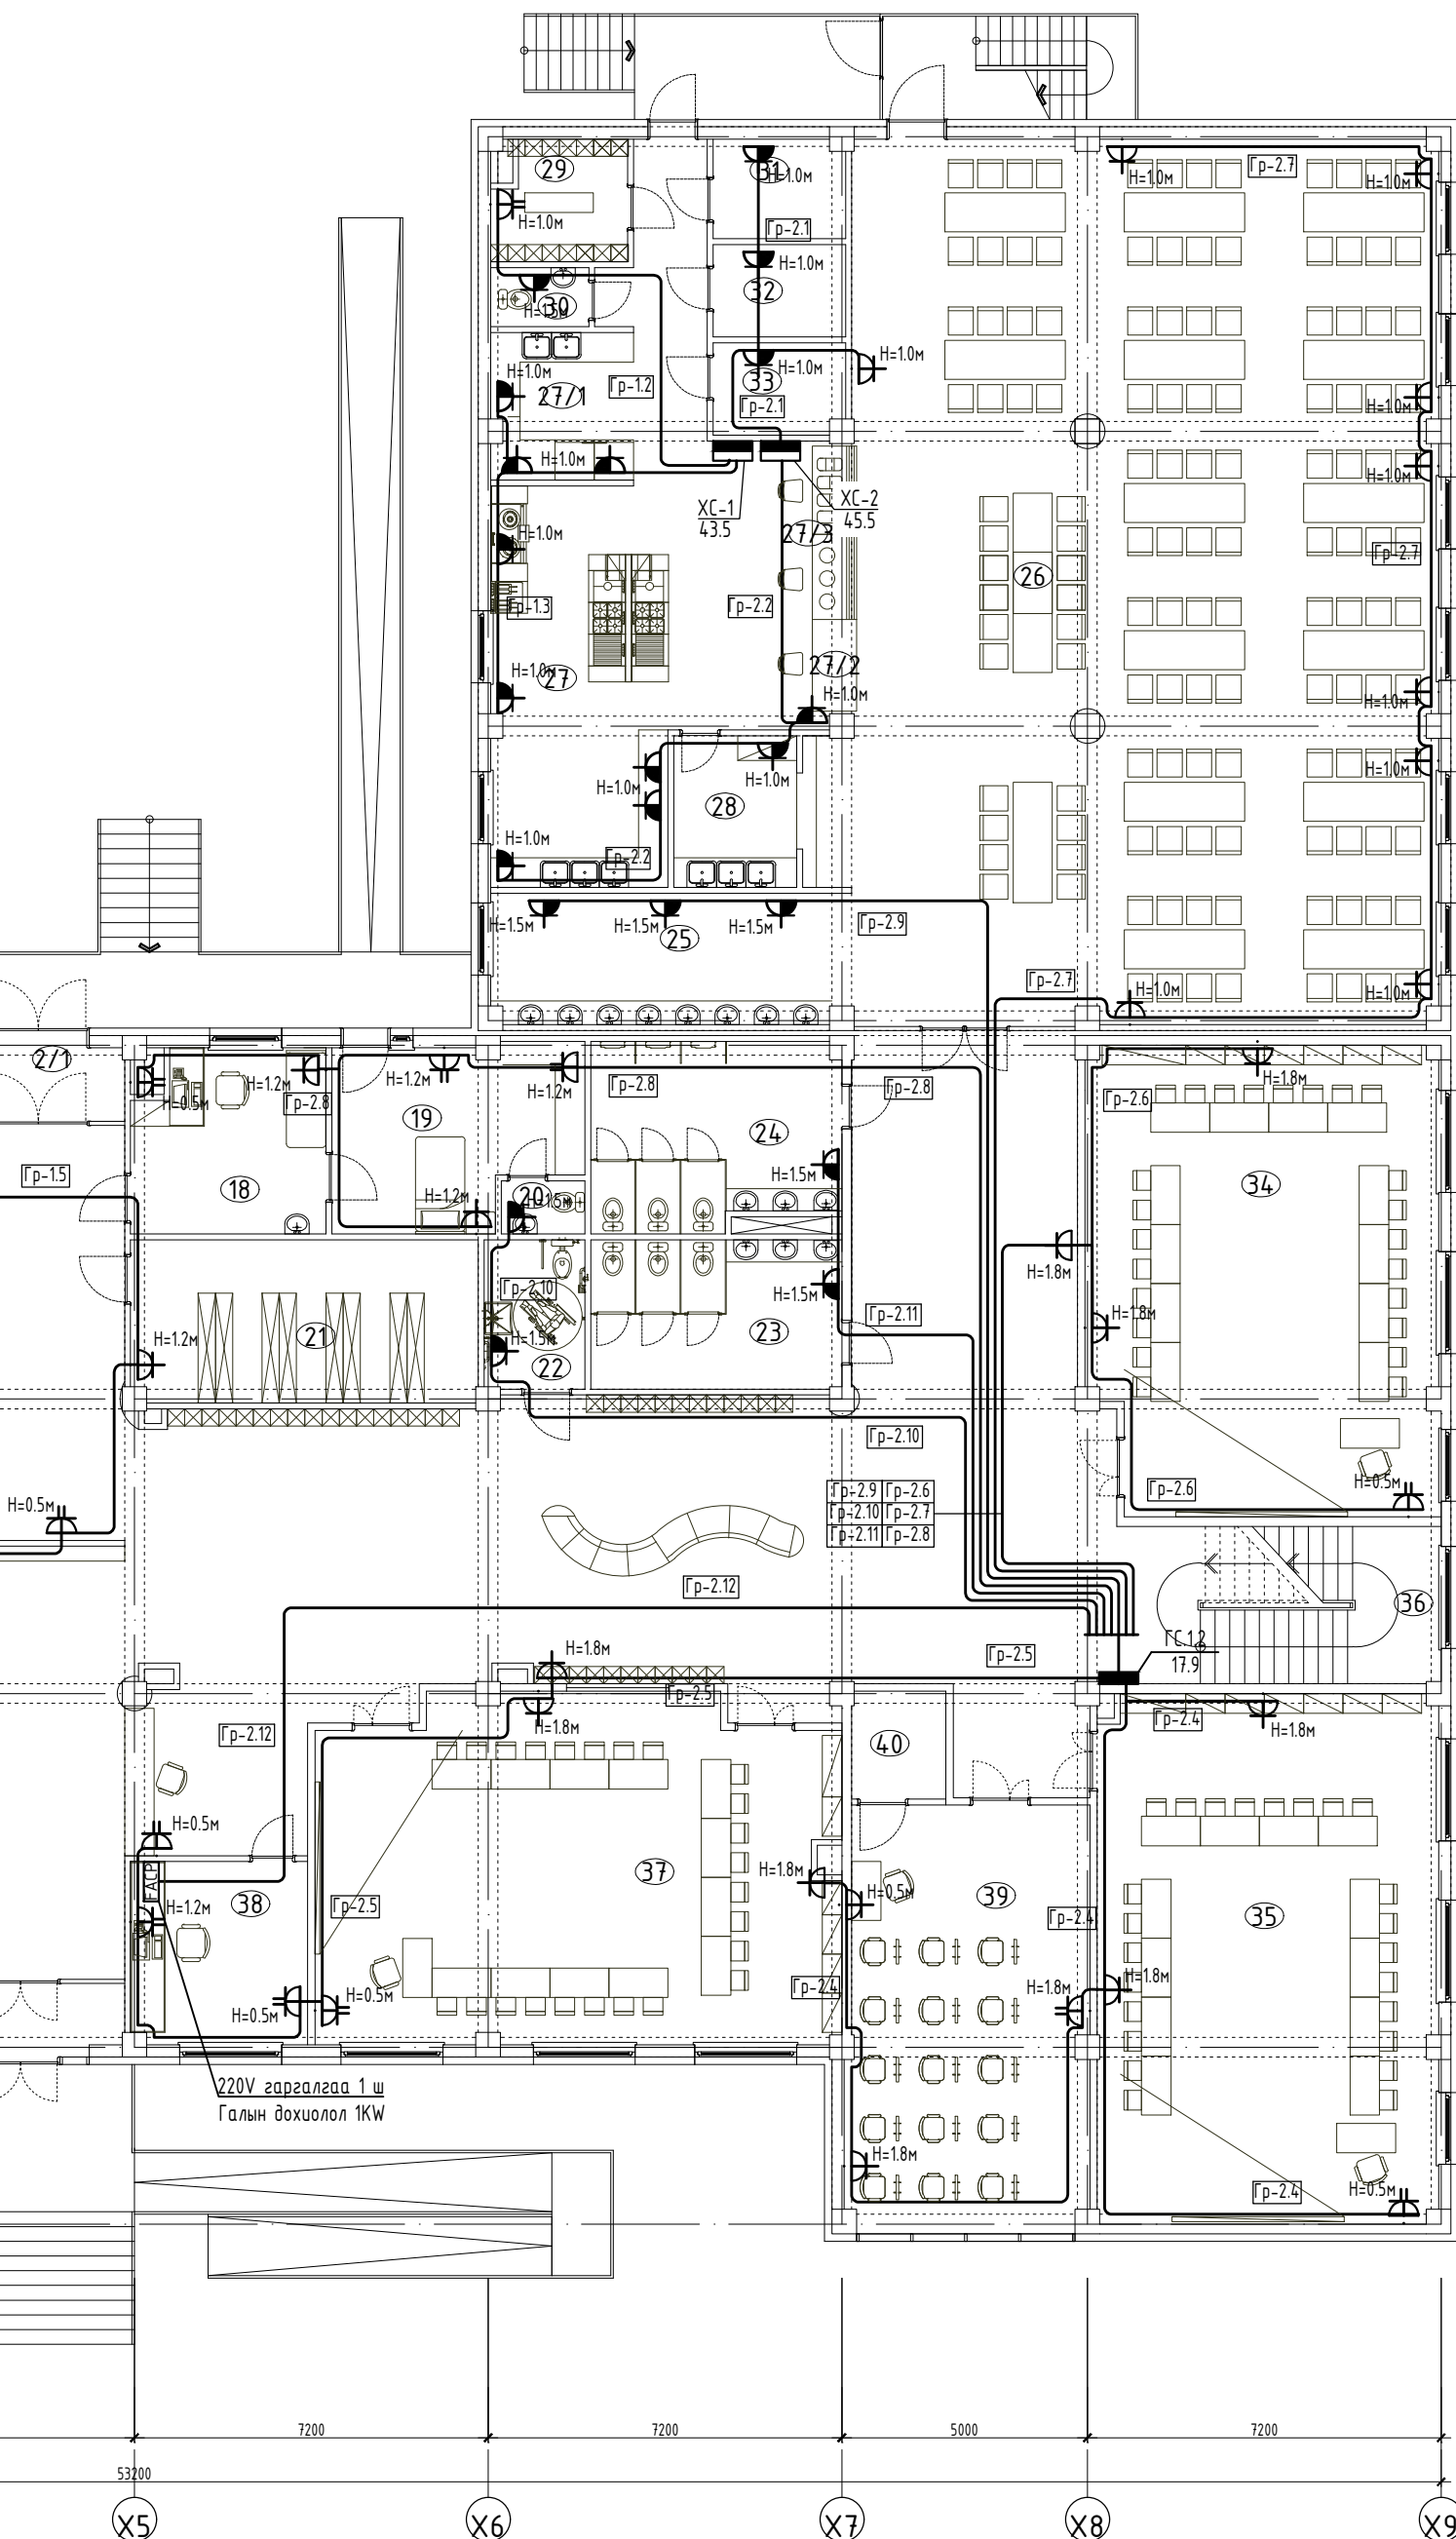 29
31
H=1.0м
Гр-2.7
H=1.0м
H=1.0м
H=1.0м
Гр-2.1
H=1.0м
32
30
H=1.5м
H=1.0м
27/1
Гр-1.2
33
H=1.0м
H=1.0м
Гр-2.1
H=1.0м
H=1.0м
H=1.0м
ХС-1
43.5
ХС-2
45.5
27/3
H=1.0м
26
Гр-2.7
Гр-1.3
Гр-2.2
27
H=1.0м
27/2
H=1.0м
H=1.0м
H=1.0м
H=1.0м
H=1.0м
28
H=1.0м
Гр-2.2
H=1.5м
H=1.5м
H=1.5м
25
Гр-2.9
Гр-2.7
H=1.0м
H=1.0м
2/1
H=0.5м
H=1.2м
Гр-2.8
H=1.2м
19
H=1.2м
Гр-2.8
Гр-2.8
H=1.8м
Гр-2.6
24
Гр-1.5
18
H=1.2м
20
H=1.5м
H=1.5м
34
H=1.8м
Гр-2.10
H=1.5м
Гр-2.11
H=1.8м
H=1.2м
21
H=1.5м
22
23
Гр-2.10
H=0.5м
Гр-2.9 Гр-2.6
Гр-2.10 Гр-2.7
Гр-2.11 Гр-2.8
Гр-2.6
H=0.5м
Гр-2.12
36
H=1.8м
Гр-2.5
ГС.1.2
17.9
Гр-2.5
Гр-2.12
H=1.8м
40
Гр-2.4
H=1.8м
H=0.5м
FACP
H=1.2м
38
Гр-2.5
37
H=1.8м
H=0.5м
39
Гр-2.4
35
H=0.5м
H=0.5м
Гр-2.4
H=1.8м
H=1.8м
220V гаргалгаа 1 ш
Галын дохиолол 1KW
H=1.8м
Гр-2.4
H=0.5м
7200
7200
5000
7200
53200
X5
X6
X7
X8
X9